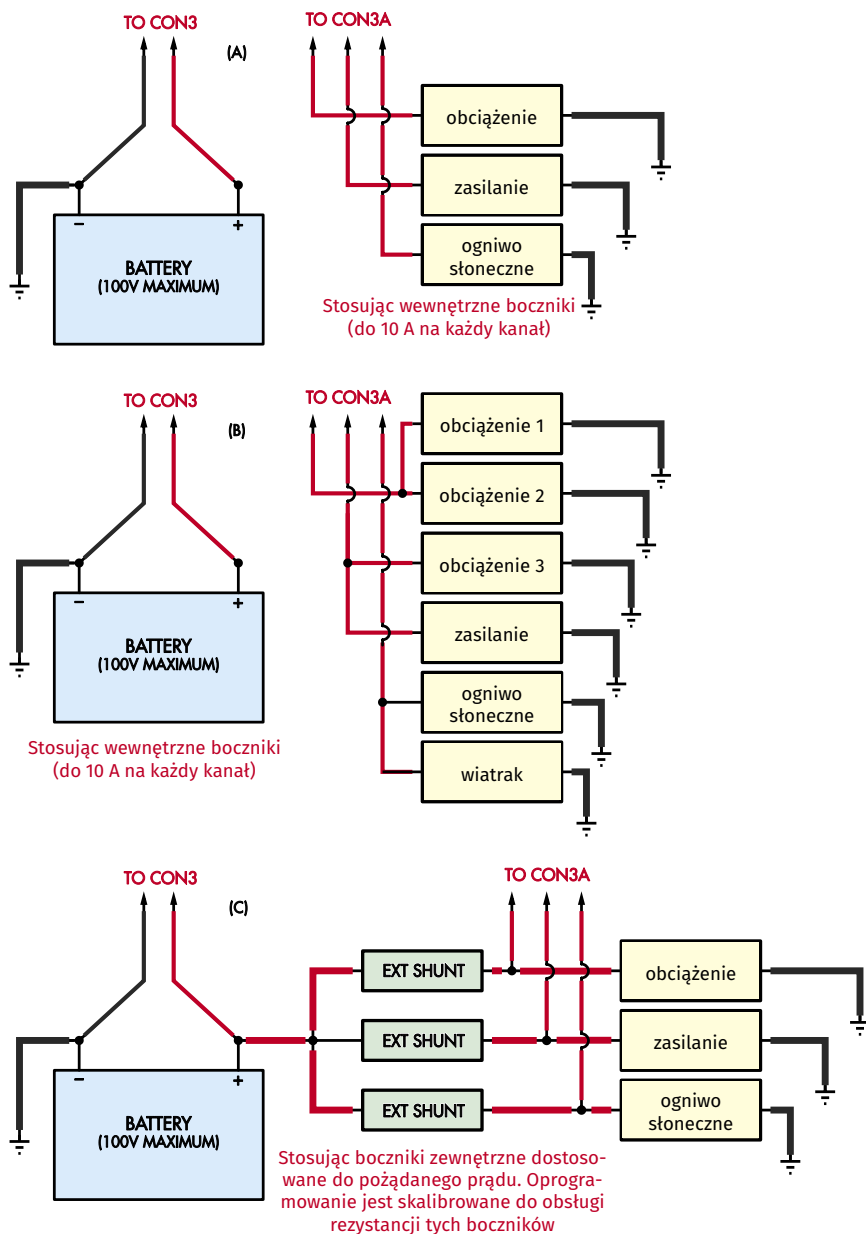 TO CON3
(A)
TO CON3A
obciążenie
zasilanie
ogniwo
słoneczne
− +
BATTERY
(100V MAXIMUM)
Stosując wewnętrzne boczniki
(do 10 A na każdy kanał)
TO CON3
(B)
TO CON3A
obciążenie 1
obciążenie 2
obciążenie 3
zasilanie
ogniwo
słoneczne
wiatrak
− +
BATTERY
(100V MAXIMUM)
Stosując wewnętrzne boczniki
(do 10 A na każdy kanał)
TO CON3
(C)
TO CON3A
EXT SHUNT
obciążenie
EXT SHUNT
zasilanie
EXT SHUNT
ogniwo
słoneczne
− +
BATTERY
(100V MAXIMUM)
Stosując boczniki zewnętrzne dostoso-
wane do pożądanego prądu. Oprogra-
mowanie jest skalibrowane do obsługi
rezystancji tych boczników